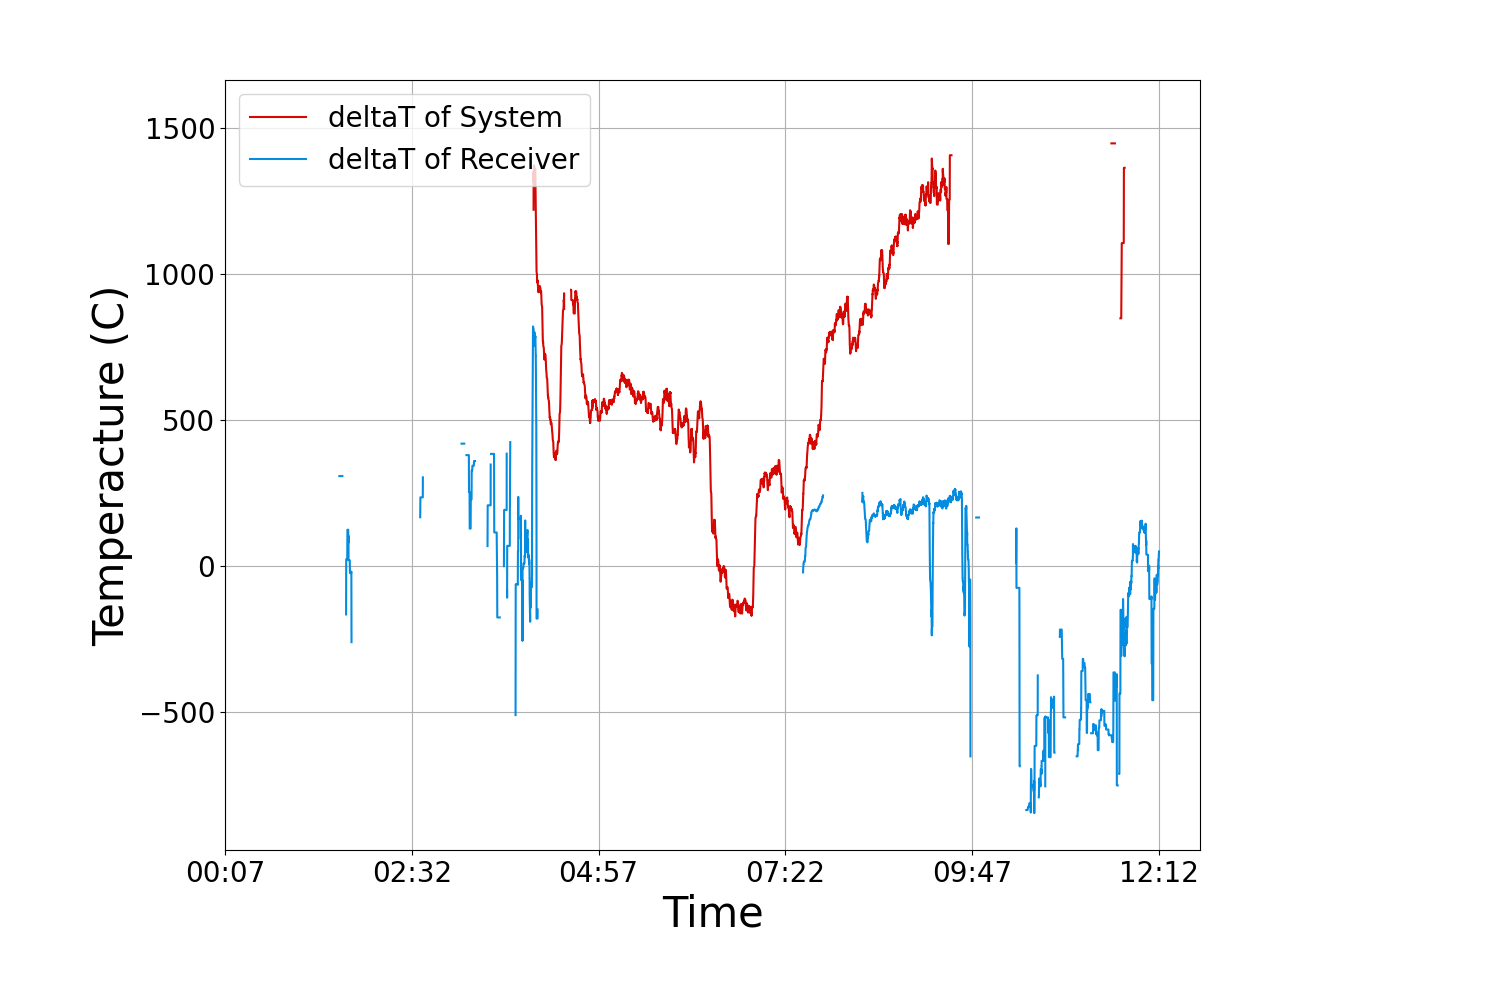 deltaT of System
deltaT of Receiver
1500
1000
500
0
−500
Temperacture (C)
00:07 02:32 04:57 07:22 09:47 12:12
Time